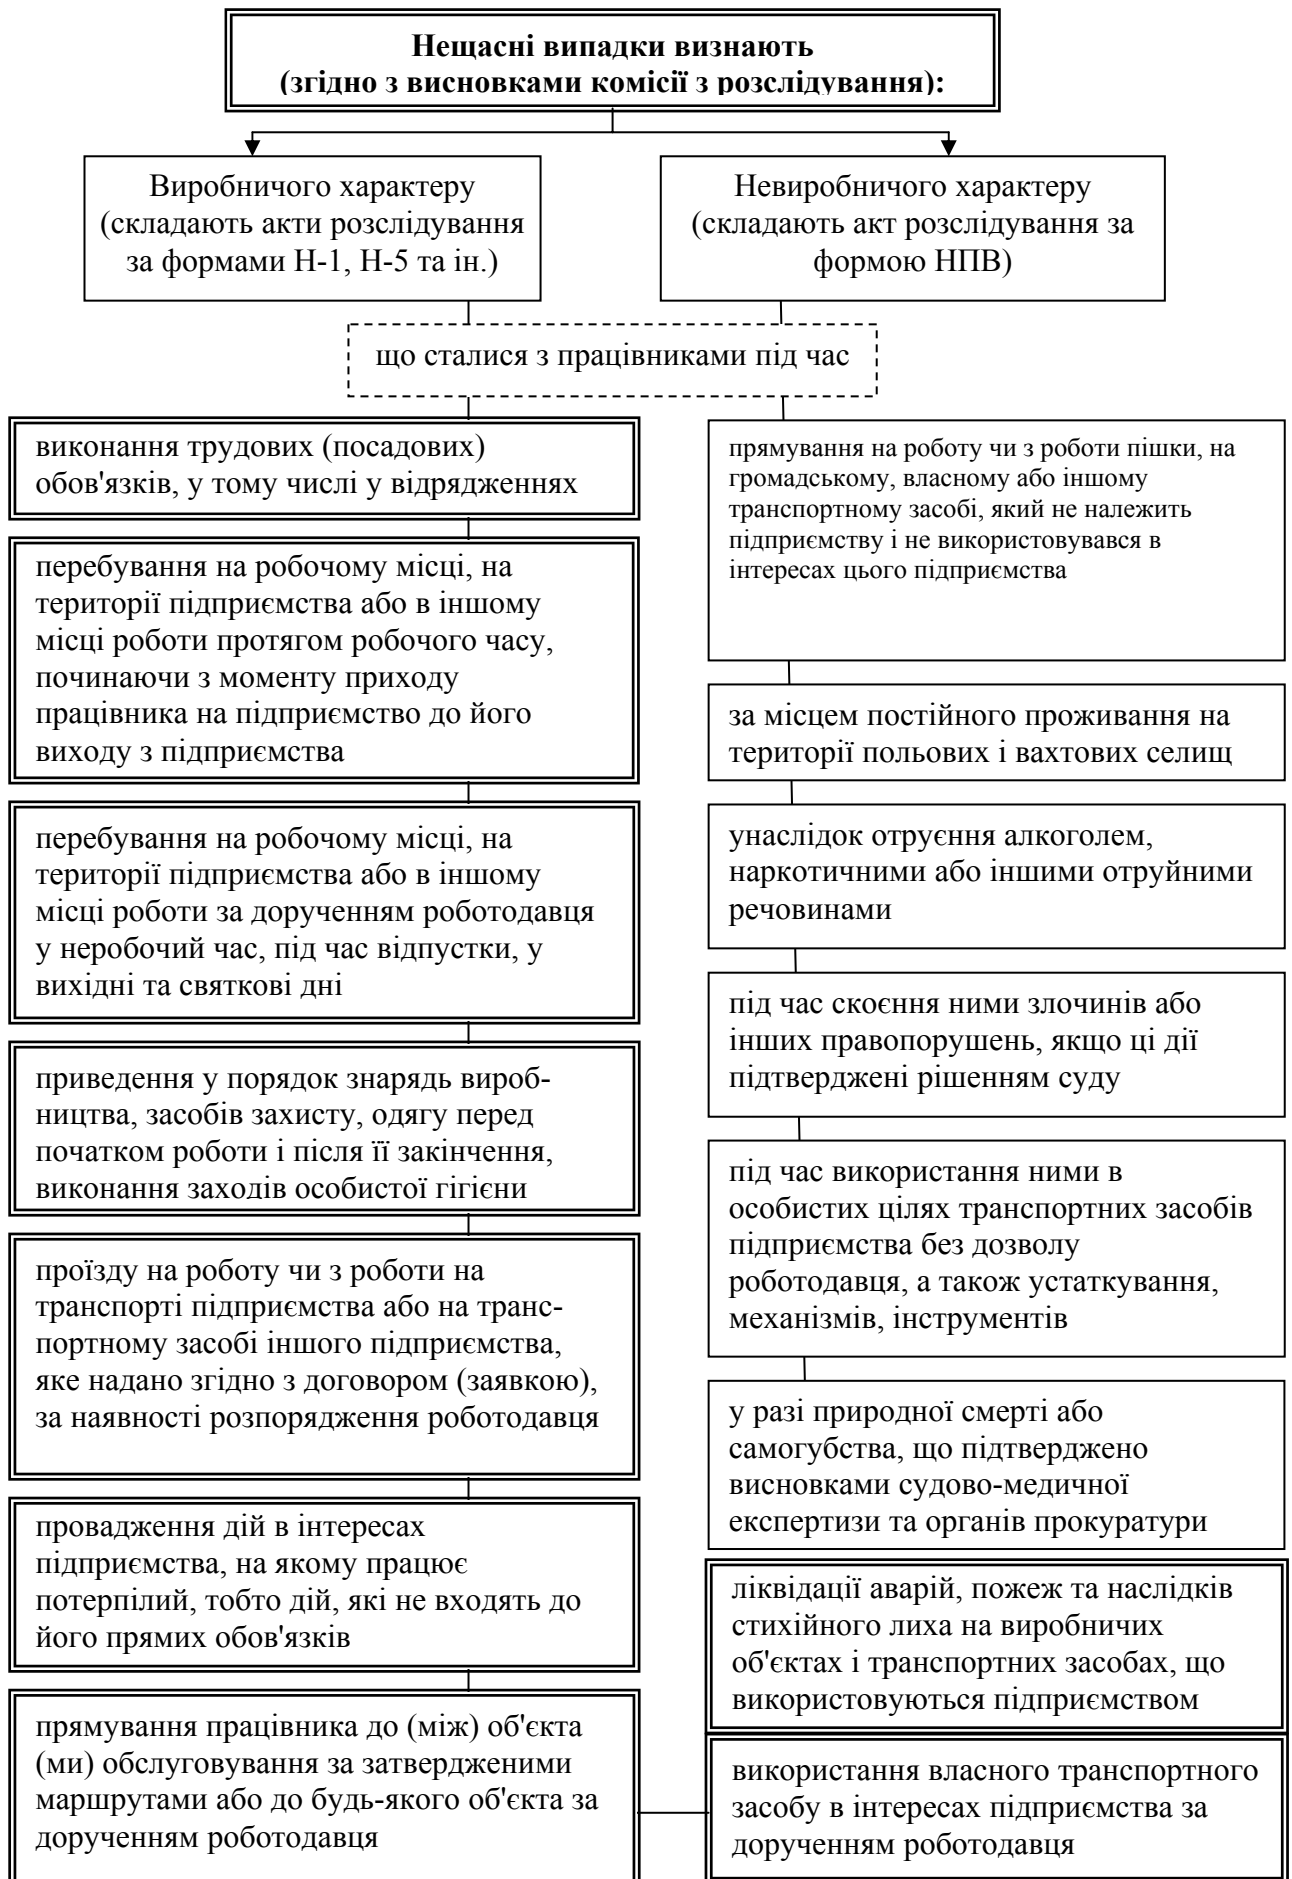 Нещасні випадки визнають
(згідно з висновками комісії з розслідування):
Виробничого характеру
(складають акти розслідування
за формами Н-1, Н-5 та ін.)
Невиробничого характеру
(складають акт розслідування за
формою НПВ)
що сталися з працівниками під час
виконання трудових (посадових)
обов'язків, у тому числі у відрядженнях
перебування на робочому місці, на
території підприємства або в іншому
місці роботи протягом робочого часу,
починаючи з моменту приходу
працівника на підприємство до його
виходу з підприємства
перебування на робочому місці, на
території підприємства або в іншому
місці роботи за дорученням роботодавця
у неробочий час, під час відпустки, у
вихідні та святкові дні
приведення у порядок знарядь вироб-
ництва, засобів захисту, одягу перед
початком роботи і після її закінчення,
виконання заходів особистої гігієни
проїзду на роботу чи з роботи на
транспорті підприємства або на транс-
портному засобі іншого підприємства,
яке надано згідно з договором (заявкою),
за наявності розпорядження роботодавця
провадження дій в інтересах
підприємства, на якому працює
потерпілий, тобто дій, які не входять до
його прямих обов'язків
прямування працівника до (між) об'єкта
(ми) обслуговування за затвердженими
маршрутами або до будь-якого об'єкта за
дорученням роботодавця
прямування на роботу чи з роботи пішки, на
громадському, власному або іншому
транспортному засобі, який не належить
підприємству і не використовувався в
інтересах цього підприємства
за місцем постійного проживання на
території польових і вахтових селищ
унаслідок отруєння алкоголем,
наркотичними або іншими отруйними
речовинами
під час скоєння ними злочинів або
інших правопорушень, якщо ці дії
підтверджені рішенням суду
під час використання ними в
особистих цілях транспортних засобів
підприємства без дозволу
роботодавця, а також устаткування,
механізмів, інструментів
у разі природної смерті або
самогубства, що підтверджено
висновками судово-медичної
експертизи та органів прокуратури
ліквідації аварій, пожеж та наслідків
стихійного лиха на виробничих
об'єктах і транспортних засобах, що
використовуються підприємством
використання власного транспортного
засобу в інтересах підприємства за
дорученням роботодавця